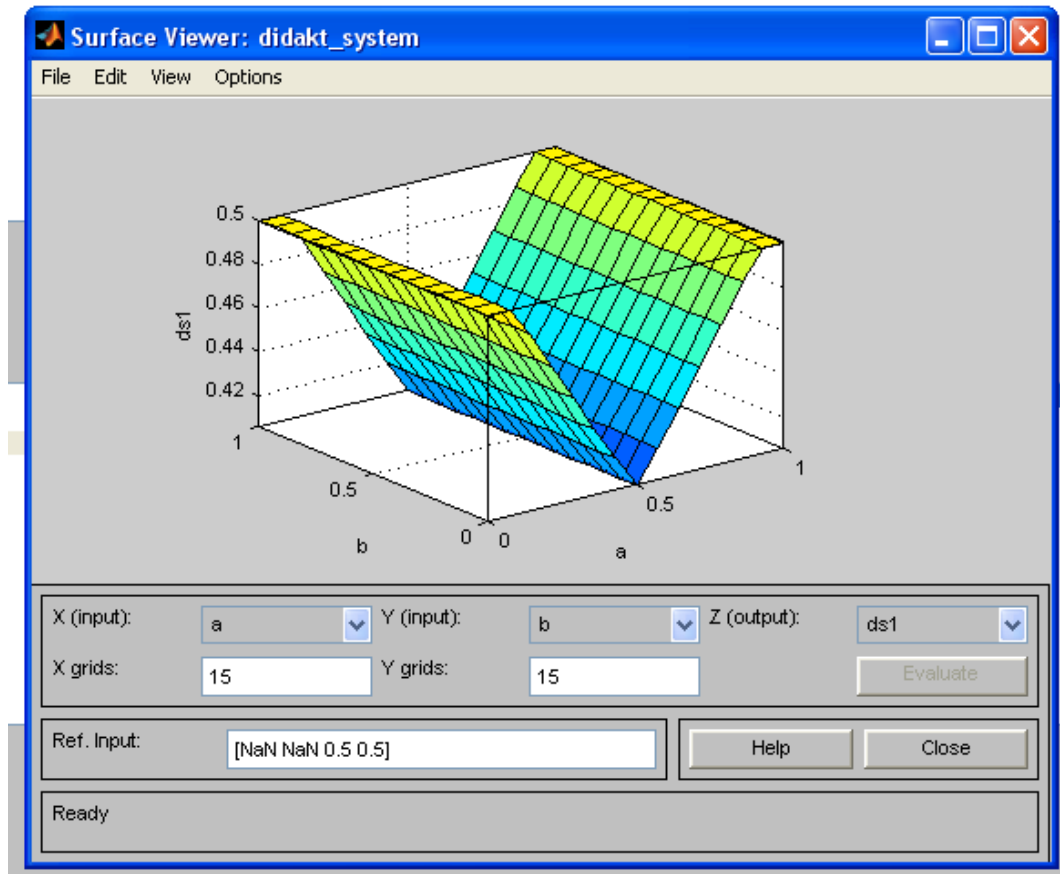 Surface Viewer: didakt_system
File Edit View Options
0.5
0.48
0.46
0.44
0.42
ds1
1
0.5
0
b
0
0.5
1
a
X (input): a Y (input): b Z (output): ds1
X grids: 15 Y grids: 15 Evaluate
Ref. Input: [NaN NaN 0.5 0.5] Help Close
Ready